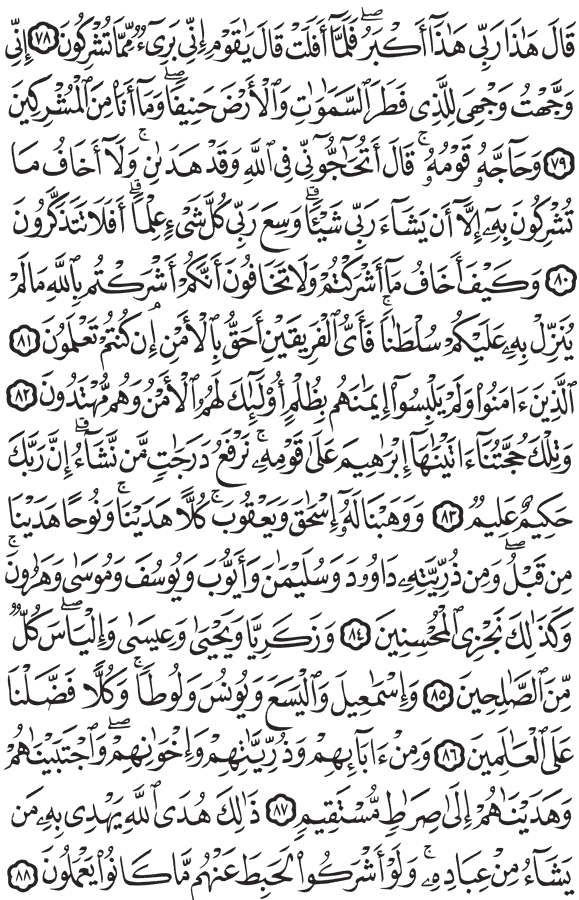 قَالَ هَٰذَا رَبِّي هَٰذَآ أَكْبَرُۖ فَلَمَّآ أَفَلَتْ قَالَ يَٰقَوْمِ إِنِّي بَرِيٓءٌ مِّمَّا تُشْرِكُونَ ٧٨ إِنِّي
وَجَّهْتُ وَجْهِيَ لِلَّذِي فَطَرَ ٱلسَّمَٰوَٰتِ وَٱلْأَرْضَ حَنِيفًاۖ وَمَآ أَنَا۠ مِنَ ٱلْمُشْرِكِينَ
٧٩ وَحَآجَّهُۥ قَوْمُهُۥۚ قَالَ أَتُحَٰٓجُّوٓنِّي فِي ٱللَّهِ وَقَدْ هَدَىٰنِۚ وَلَآ أَخَافُ مَا
تُشْرِكُونَ بِهِۦٓ إِلَّآ أَن يَشَآءَ رَبِّي شَيْـًٔاۗ وَسِعَ رَبِّي كُلَّ شَيْءٍ عِلْمًاۗ أَفَلَا تَتَذَكَّرُونَ
٨٠ وَكَيْفَ أَخَافُ مَآ أَشْرَكْتُمْ وَلَا تَخَافُونَ أَنَّكُمْ أَشْرَكْتُم بِٱللَّهِ مَا لَمْ
يُنَزِّلْ بِهِۦ عَلَيْكُمْ سُلْطَٰنًاۚ فَأَيُّ ٱلْفَرِيقَيْنِ أَحَقُّ بِٱلْأَمْنِۖ إِن كُنتُمْ تَعْلَمُونَ ٨١
ٱلَّذِينَ ءَامَنُوا۟ وَلَمْ يَلْبِسُوٓا۟ إِيمَٰنَهُم بِظُلْمٍ أُو۟لَٰٓئِكَ لَهُمُ ٱلْأَمْنُ وَهُم مُّهْتَدُونَ ٨٢
وَتِلْكَ حُجَّتُنَآ ءَاتَيْنَٰهَآ إِبْرَٰهِيمَ عَلَىٰ قَوْمِهِۦۚ نَرْفَعُ دَرَجَٰتٍ مَّن نَّشَآءُۗ إِنَّ رَبَّكَ
حَكِيمٌ عَلِيمٌ ٨٣ وَوَهَبْنَا لَهُۥٓ إِسْحَٰقَ وَيَعْقُوبَۚ كُلًّا هَدَيْنَاۚ وَنُوحًا هَدَيْنَا
مِن قَبْلُۖ وَمِن ذُرِّيَّتِهِۦ دَاوُۥدَ وَسُلَيْمَٰنَ وَأَيُّوبَ وَيُوسُفَ وَمُوسَىٰ وَهَٰرُونَۚ
وَكَذَٰلِكَ نَجْزِي ٱلْمُحْسِنِينَ ٨٤ وَزَكَرِيَّا وَيَحْيَىٰ وَعِيسَىٰ وَإِلْيَاسَۖ كُلٌّ
مِّنَ ٱلصَّٰلِحِينَ ٨٥ وَإِسْمَٰعِيلَ وَٱلْيَسَعَ وَيُونُسَ وَلُوطًاۚ وَكُلًّا فَضَّلْنَا
عَلَى ٱلْعَٰلَمِينَ ٨٦ وَمِنْ ءَابَآئِهِمْ وَذُرِّيَّٰتِهِمْ وَإِخْوَٰنِهِمْۖ وَٱجْتَبَيْنَٰهُمْ
وَهَدَيْنَٰهُمْ إِلَىٰ صِرَٰطٍ مُّسْتَقِيمٍ ٨٧ ذَٰلِكَ هُدَى ٱللَّهِ يَهْدِي بِهِۦ مَن
يَشَآءُ مِنْ عِبَادِهِۦۚ وَلَوْ أَشْرَكُوا۟ لَحَبِطَ عَنْهُم مَّا كَانُوا۟ يَعْمَلُونَ ٨٨